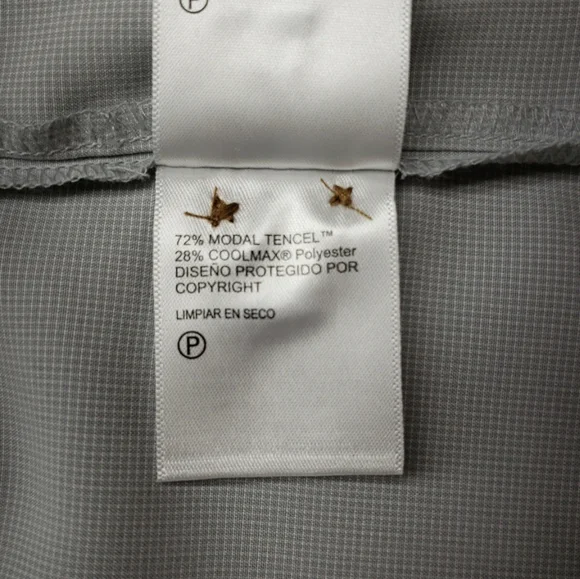 P
72% MODAL TENCEL™
28% COOLMAX® Polyester
DISEÑO PROTEGIDO POR
COPYRIGHT
LIMPIAR EN SECO
P